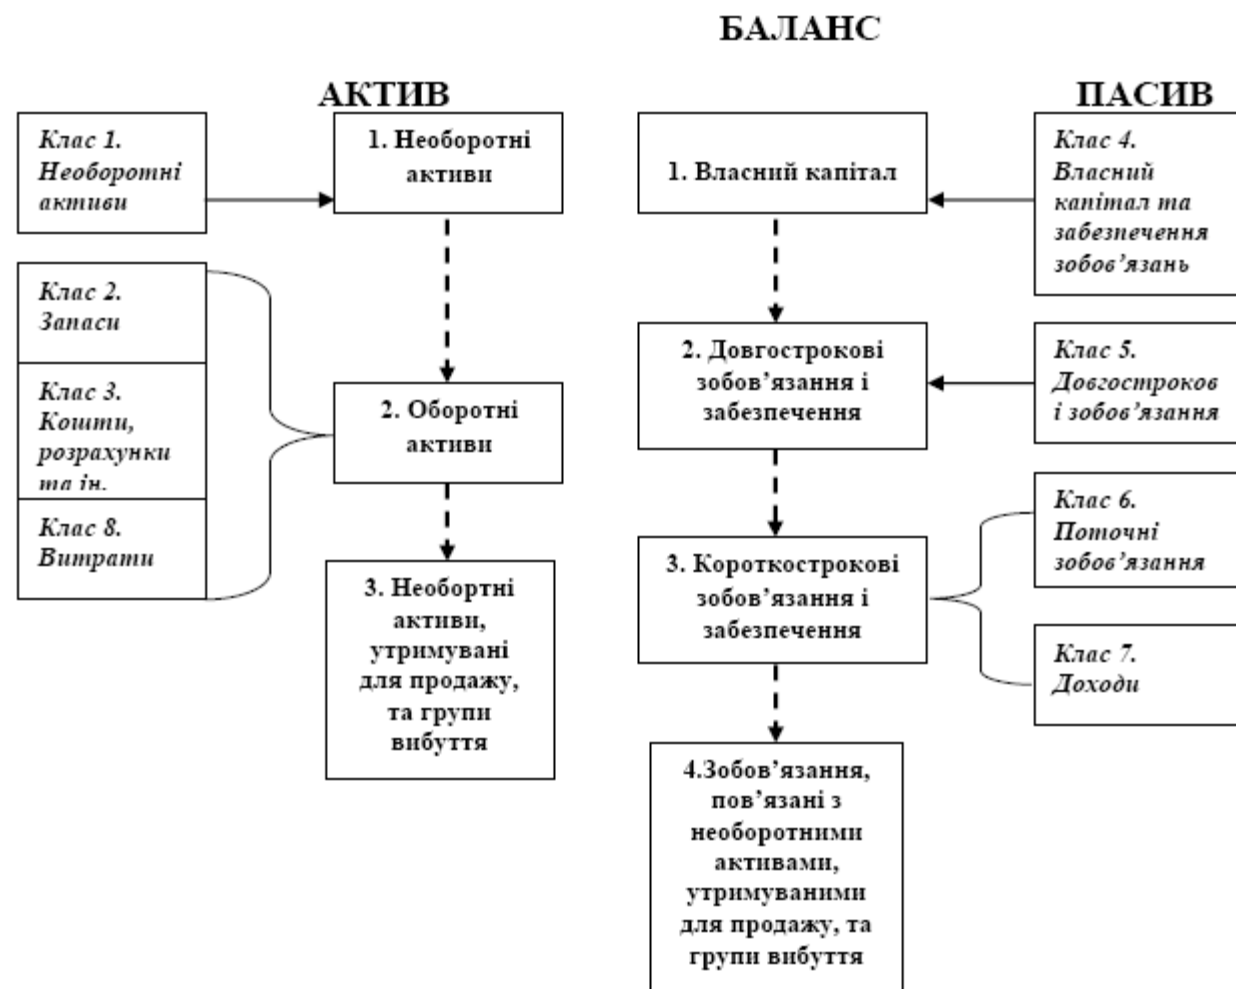 БАЛАНС
АКТИВ
ПАСИВ
Клас 1.
Необоротні
активи
1. Необоротні
активи
Клас 2.
Запаси
Клас 3.
Кошти,
розрахунки
та ін.
Клас 8.
Витрати
2. Оборотні
активи
3. Необортні
активи,
утримувані
для продажу,
та групи
вибуття
1. Власний капітал
Клас 4.
Власний
капітал та
забезпечення
зобов’язань
2. Довгострокові
зобов’язання і
забезпечення
Клас 5.
Довгостроков
і зобов’язання
3. Короткострокові
зобов’язання і
забезпечення
Клас 6.
Поточні
зобов’язання
Клас 7.
Доходи
4.Зобов’язання,
пов’язані з
необоротними
активами,
утримуваними
для продажу, та
групи вибуття